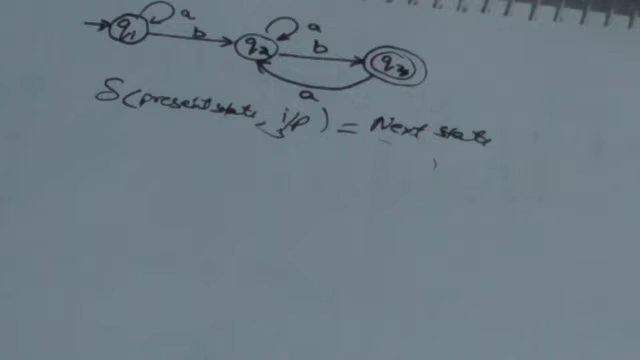 a a
q1 b q2 b q3
a
δ(present state, i/p) = Next state